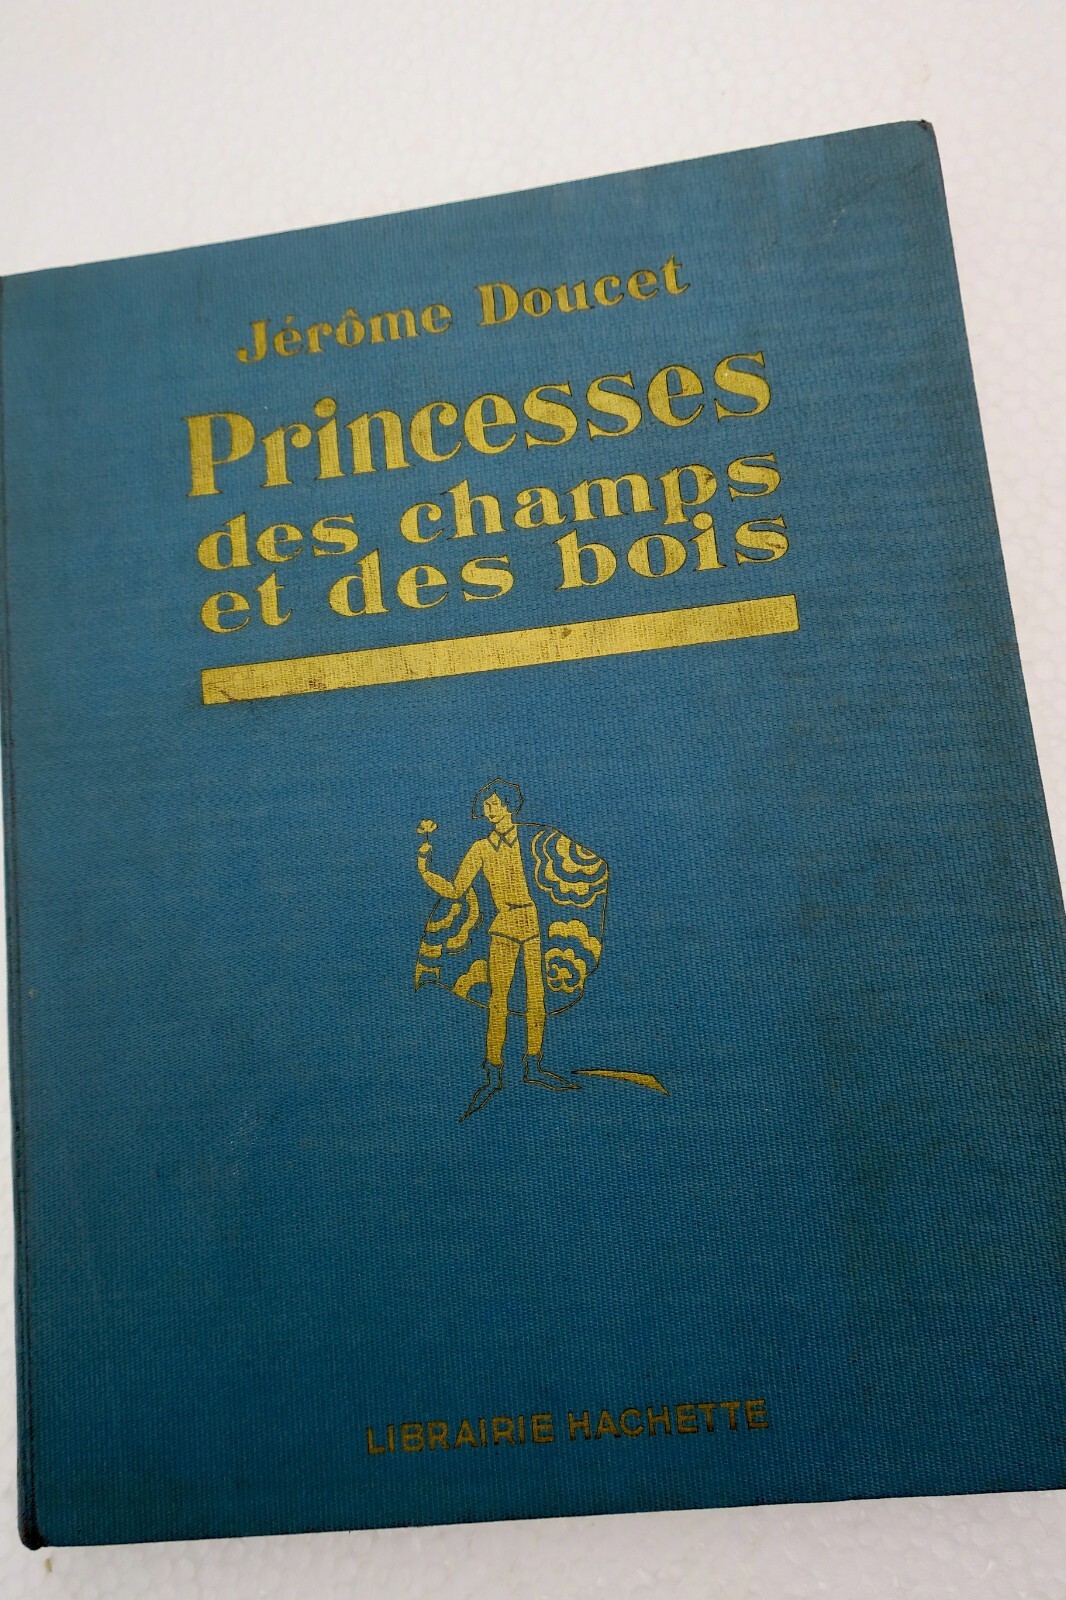 Jérôme Doucet
Princesses
des champs
et des bois
LIBRAIRIE HACHETTE